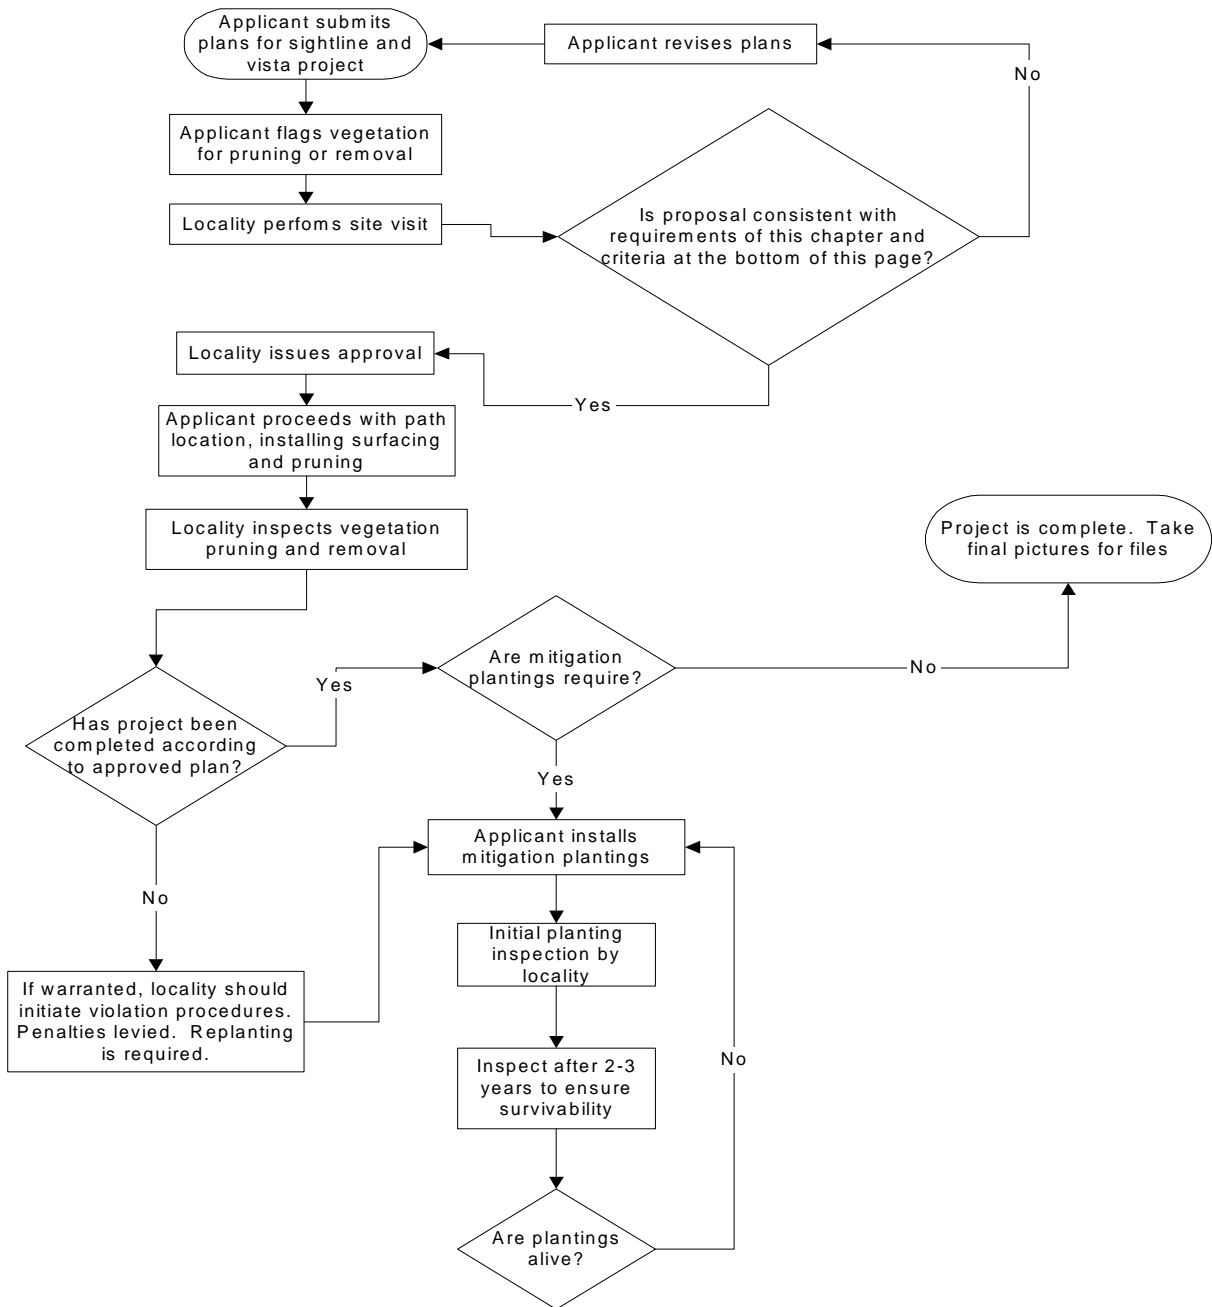 Applicant submits
plans for sightline and
vista project
Applicant revises plans
No
Applicant flags vegetation
for pruning or removal
Locality perfoms site visit
Is proposal consistent with
requirements of this chapter and
criteria at the bottom of this page?
Locality issues approval
Yes
Applicant proceeds with path
location, installing surfacing
and pruning
Locality inspects vegetation
pruning and removal
Project is complete. Take
final pictures for files
Are mitigation
plantings require?
No
Yes
Has project been
completed according
to approved plan?
Yes
Applicant installs
mitigation plantings
No
Initial planting
inspection by
locality
If warranted, locality should
initiate violation procedures.
Penalties levied. Replanting
is required.
Inspect after 2-3
years to ensure
survivability
No
Are plantings
alive?